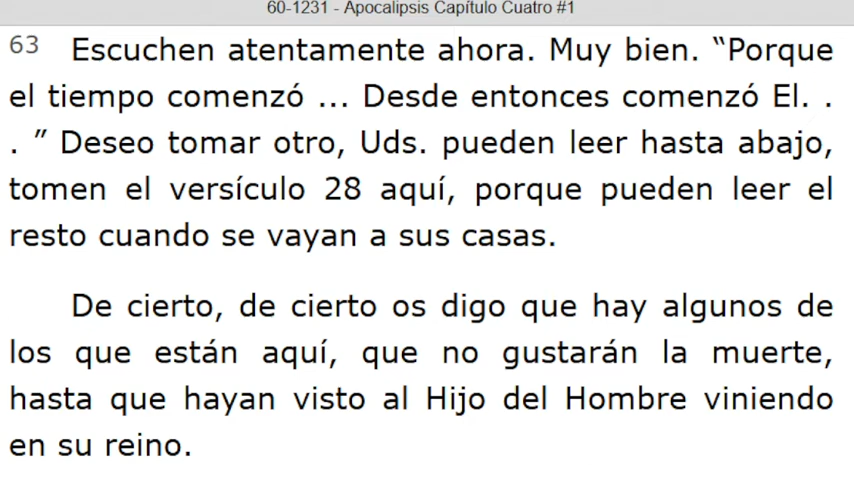 60-1231 - Apocalipsis Capítulo Cuatro #1
63 Escuchen atentamente ahora. Muy bien. “Porque
el tiempo comenzó ... Desde entonces comenzó El. .
. ” Deseo tomar otro, Uds. pueden leer hasta abajo,
tomen el versículo 28 aquí, porque pueden leer el
resto cuando se vayan a sus casas.
De cierto, de cierto os digo que hay algunos de
los que están aquí, que no gustarán la muerte,
hasta que hayan visto al Hijo del Hombre viniendo
en su reino.